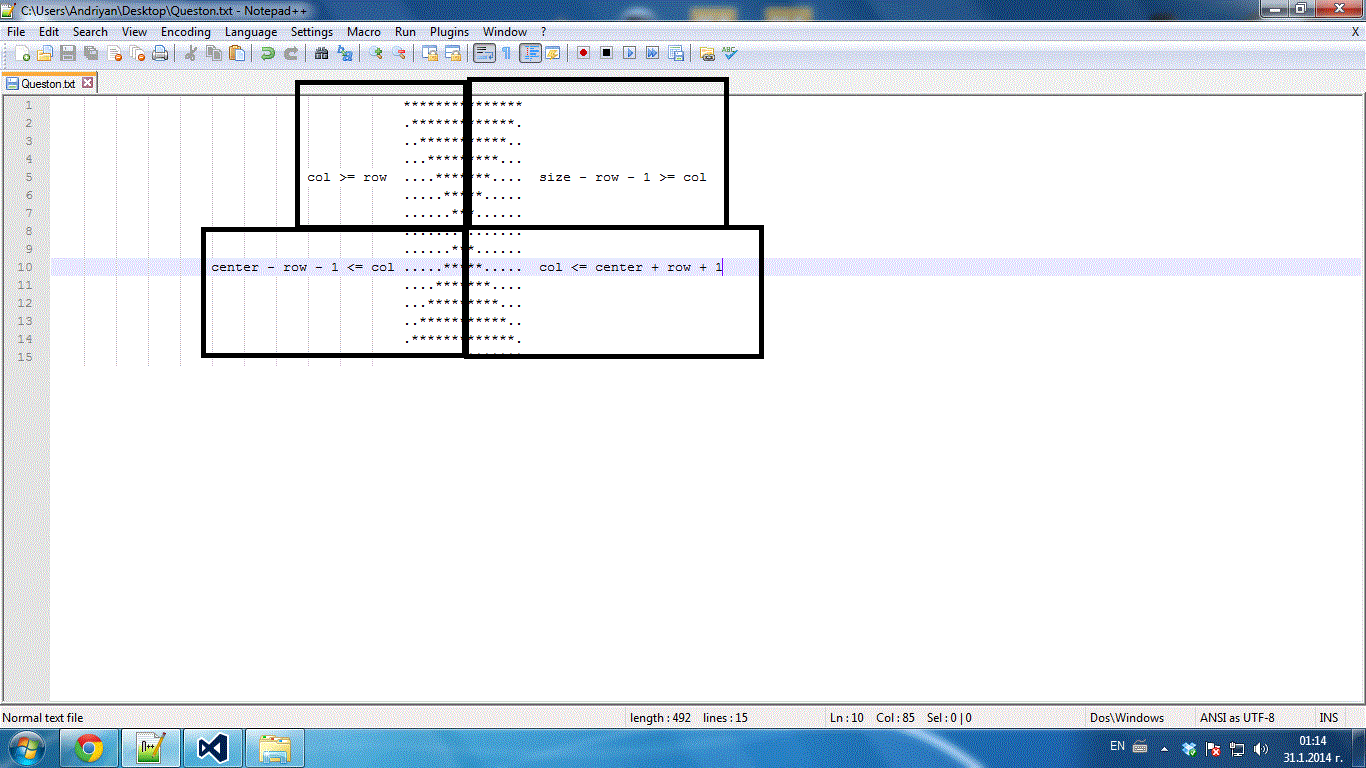 C:\Users\Andriyan\Desktop\Queston.txt - Notepad++
File Edit Search View Encoding Language Settings Macro Run Plugins Window ? X
ABC
Queston.txt
1 ***************
2 .*************.
3 ..***********..
4 ...*********...
5 col >= row ....*******.... size - row - 1 >= col
6 .....*****.....
7 ......***......
8 .......*.......
9 ......***......
10 center - row - 1 <= col .....*****..... col <= center + row + 1
11 ....*******....
12 ...*********...
13 ..***********..
14 .*************.
15
Normal text file length : 492 lines : 15 Ln : 10 Col : 85 Sel : 0 | 0 Dos\Windows ANSI as UTF-8 INS
EN 01:14
31.1.2014 г.